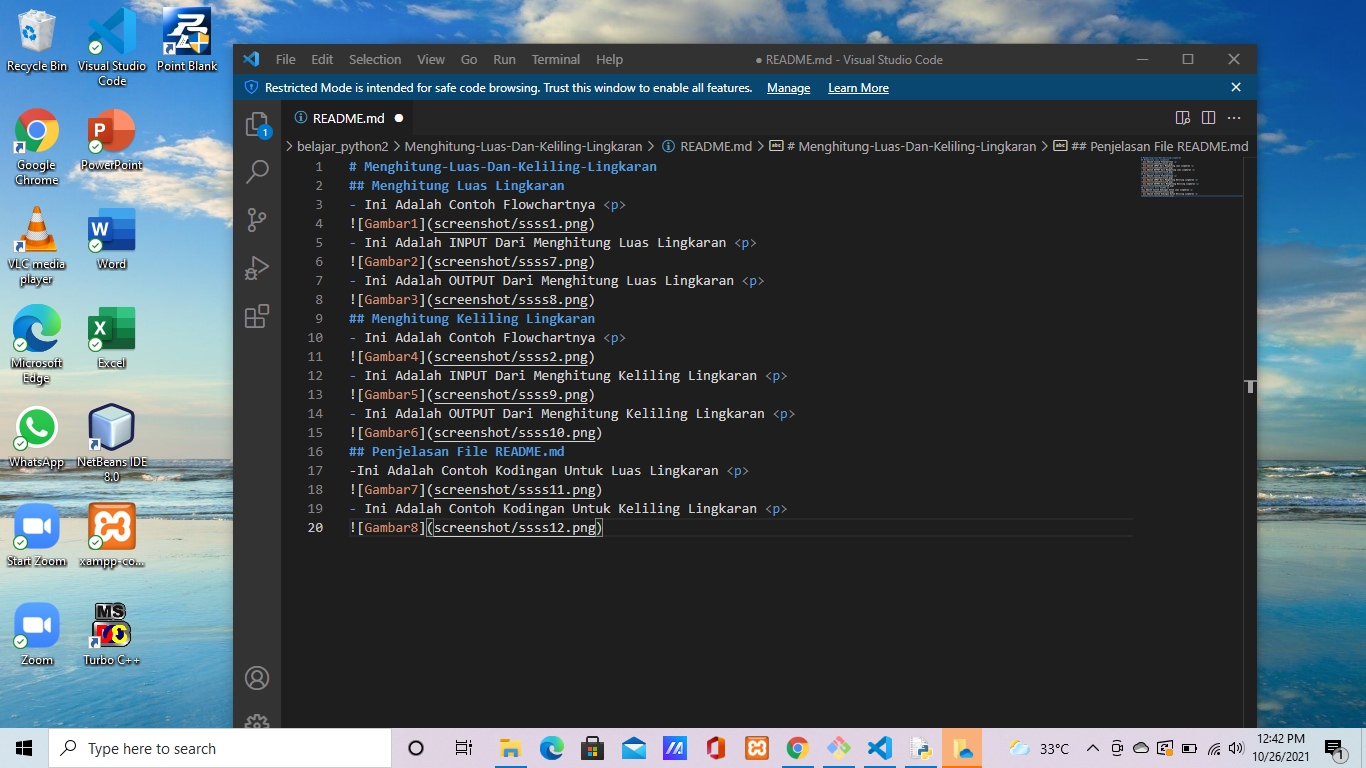 Recycle Bin
Visual Studio Code
Point Blank
Google Chrome
PowerPoint
VLC media player
Word
Microsoft Edge
Excel
WhatsApp
NetBeans IDE 8.0
Start Zoom
xampp-co...
Zoom
MS
Turbo C++
File Edit Selection View Go Run Terminal Help
● README.md - Visual Studio Code
Restricted Mode is intended for safe code browsing. Trust this window to enable all features. Manage Learn More
1
README.md ●
> belajar_python2 > Menghitung-Luas-Dan-Keliling-Lingkaran > README.md > # Menghitung-Luas-Dan-Keliling-Lingkaran > ## Penjelasan File README.md
1 # Menghitung-Luas-Dan-Keliling-Lingkaran
2 ## Menghitung Luas Lingkaran
3 - Ini Adalah Contoh Flowchartnya <p>
4 ![Gambar1](screenshot/ssss1.png)
5 - Ini Adalah INPUT Dari Menghitung Luas Lingkaran <p>
6 ![Gambar2](screenshot/ssss7.png)
7 - Ini Adalah OUTPUT Dari Menghitung Luas Lingkaran <p>
8 ![Gambar3](screenshot/ssss8.png)
9 ## Menghitung Keliling Lingkaran
10 - Ini Adalah Contoh Flowchartnya <p>
11 ![Gambar4](screenshot/ssss2.png)
12 - Ini Adalah INPUT Dari Menghitung Keliling Lingkaran <p>
13 ![Gambar5](screenshot/ssss9.png)
14 - Ini Adalah OUTPUT Dari Menghitung Keliling Lingkaran <p>
15 ![Gambar6](screenshot/ssss10.png)
16 ## Penjelasan File README.md
17 -Ini Adalah Contoh Kodingan Untuk Luas Lingkaran <p>
18 ![Gambar7](screenshot/ssss11.png)
19 - Ini Adalah Contoh Kodingan Untuk Keliling Lingkaran <p>
20 ![Gambar8](screenshot/ssss12.png)
Type here to search
33°C
12:42 PM
10/26/2021
1